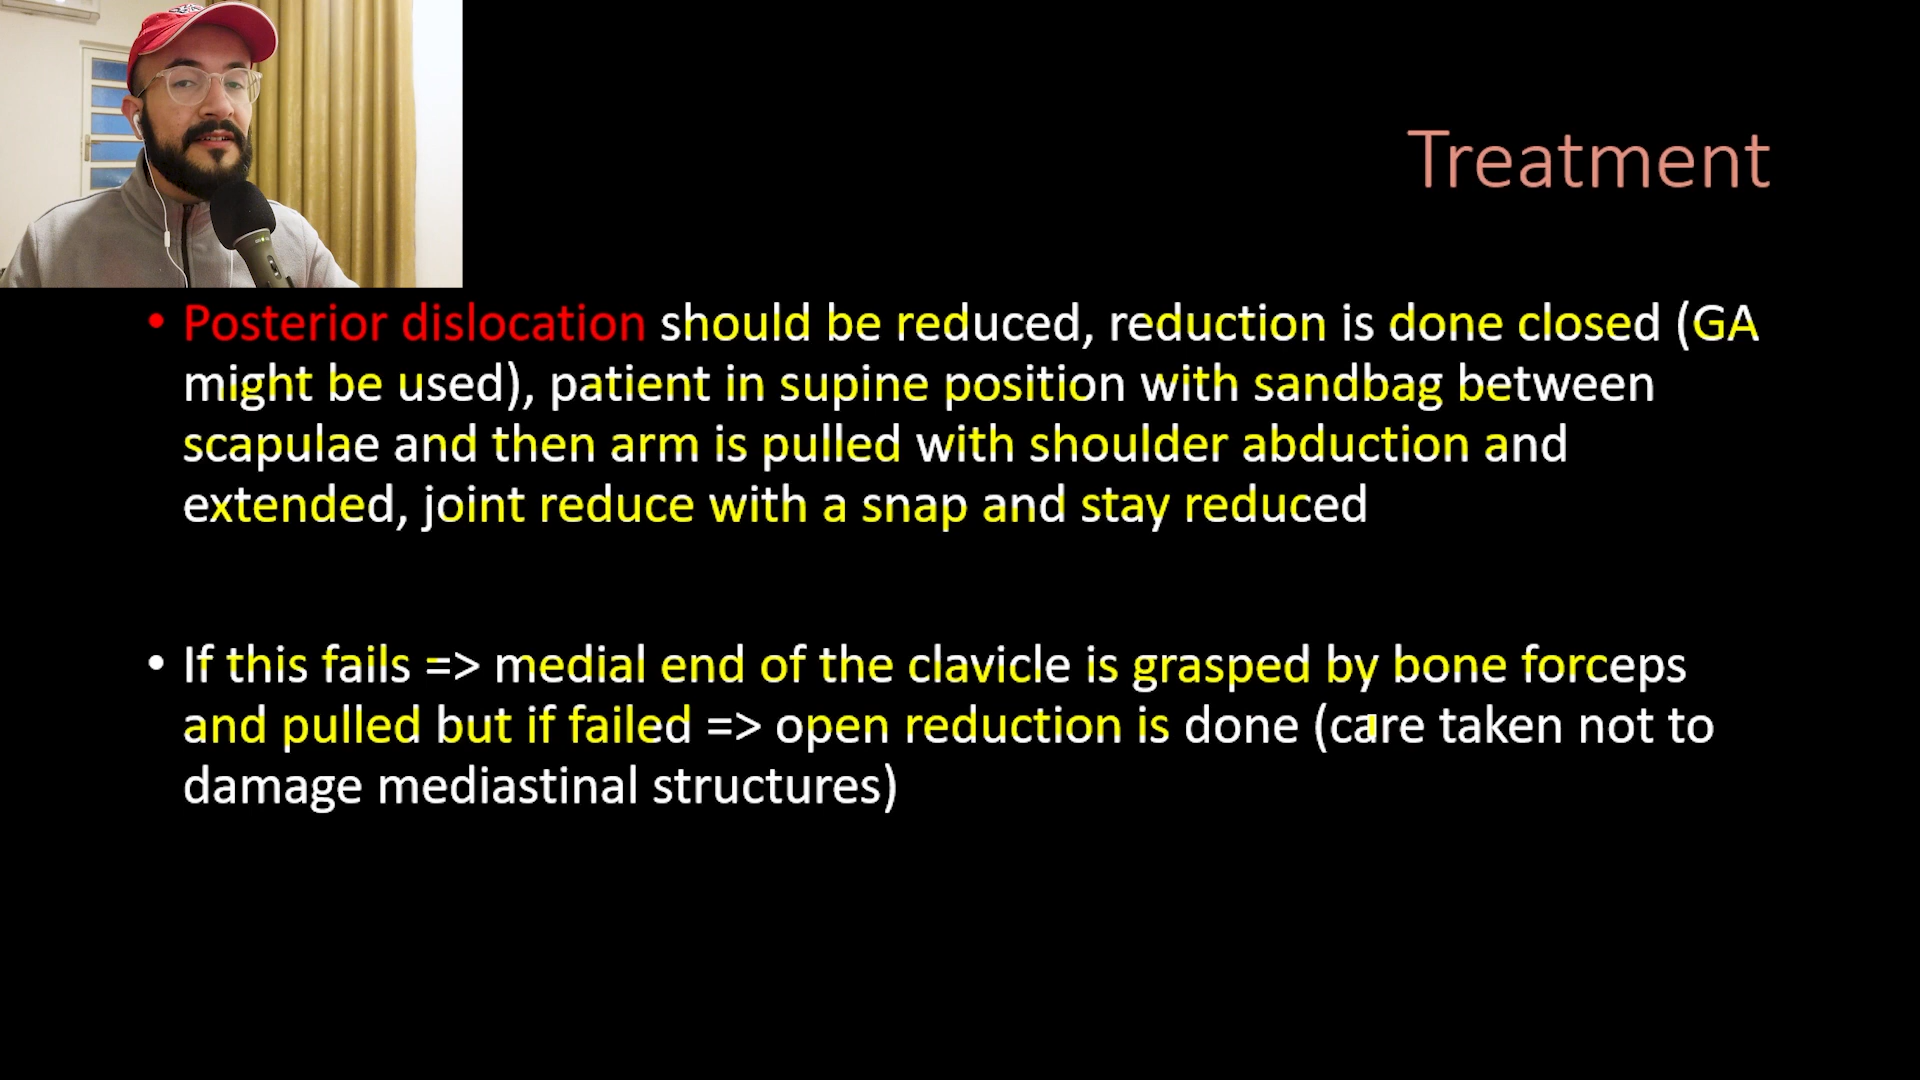 Treatment
• Posterior dislocation should be reduced, reduction is done closed (GA
might be used), patient in supine position with sandbag between
scapulae and then arm is pulled with shoulder abduction and
extended, joint reduce with a snap and stay reduced
• If this fails => medial end of the clavicle is grasped by bone forceps
and pulled but if failed => open reduction is done (care taken not to
damage mediastinal structures)